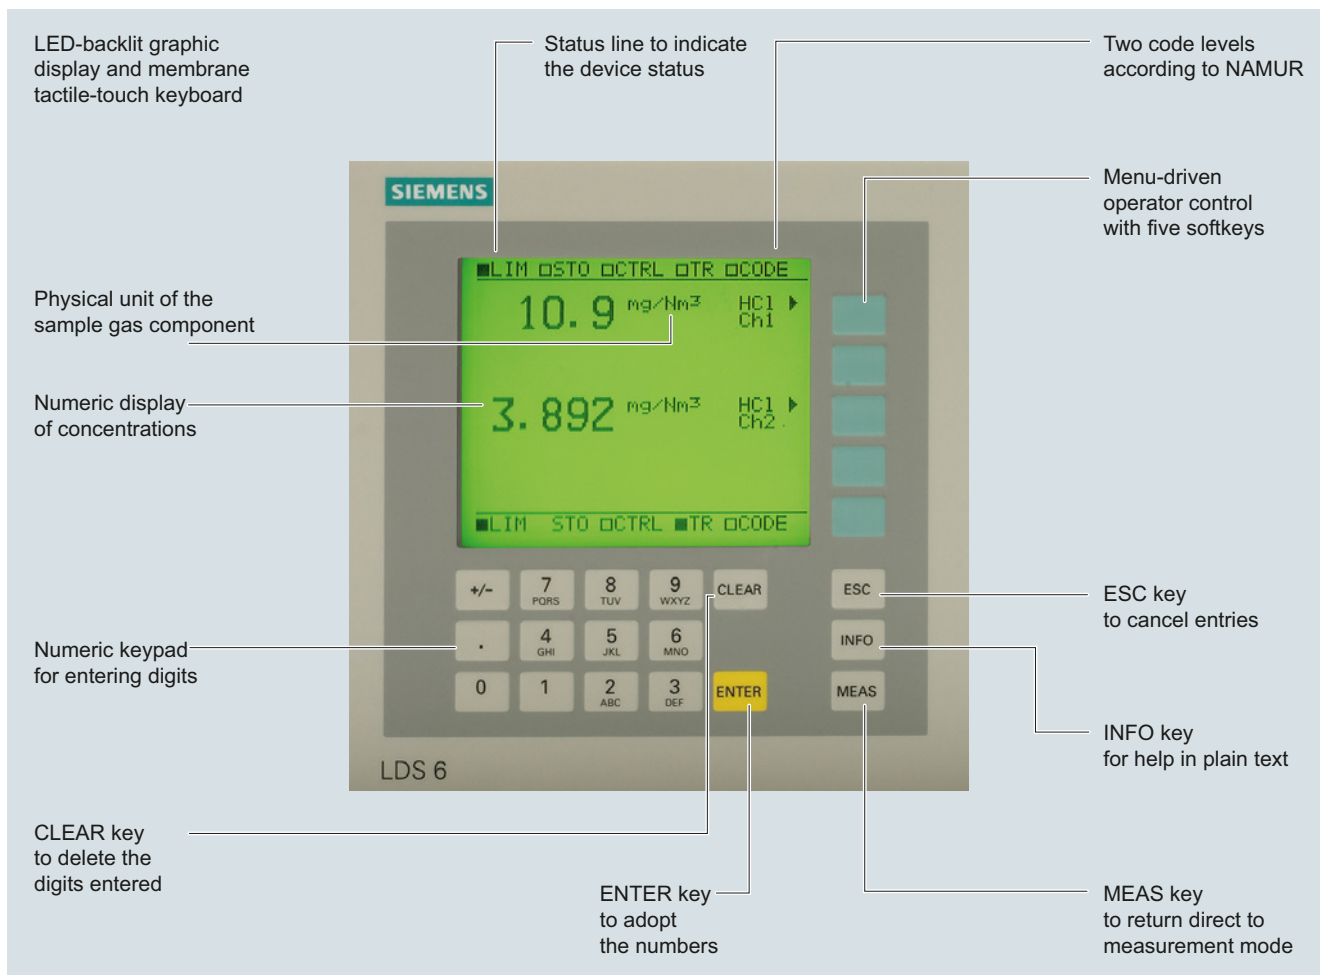 LED-backlit graphic
display and membrane
tactile-touch keyboard
Status line to indicate
the device status
Two code levels
according to NAMUR
Menu-driven
operator control
with five softkeys
Physical unit of the
sample gas component
Numeric display
of concentrations
Numeric keypad
for entering digits
CLEAR key
to delete the
digits entered
ENTER key
to adopt
the numbers
ESC key
to cancel entries
INFO key
for help in plain text
MEAS key
to return direct to
measurement mode
SIEMENS
■LIM □STO □CTRL □TR □CODE
10.9 mg/Nm³ HCl ▶
Ch1
3.892 mg/Nm³ HCl ▶
Ch2
■LIM STO □CTRL ■TR □CODE
+/- 7 8 9 CLEAR ESC
PQRS TUV WXYZ
. 4 5 6 INFO
GHI JKL MNO
0 1 2 3 ENTER MEAS
ABC DEF
LDS 6